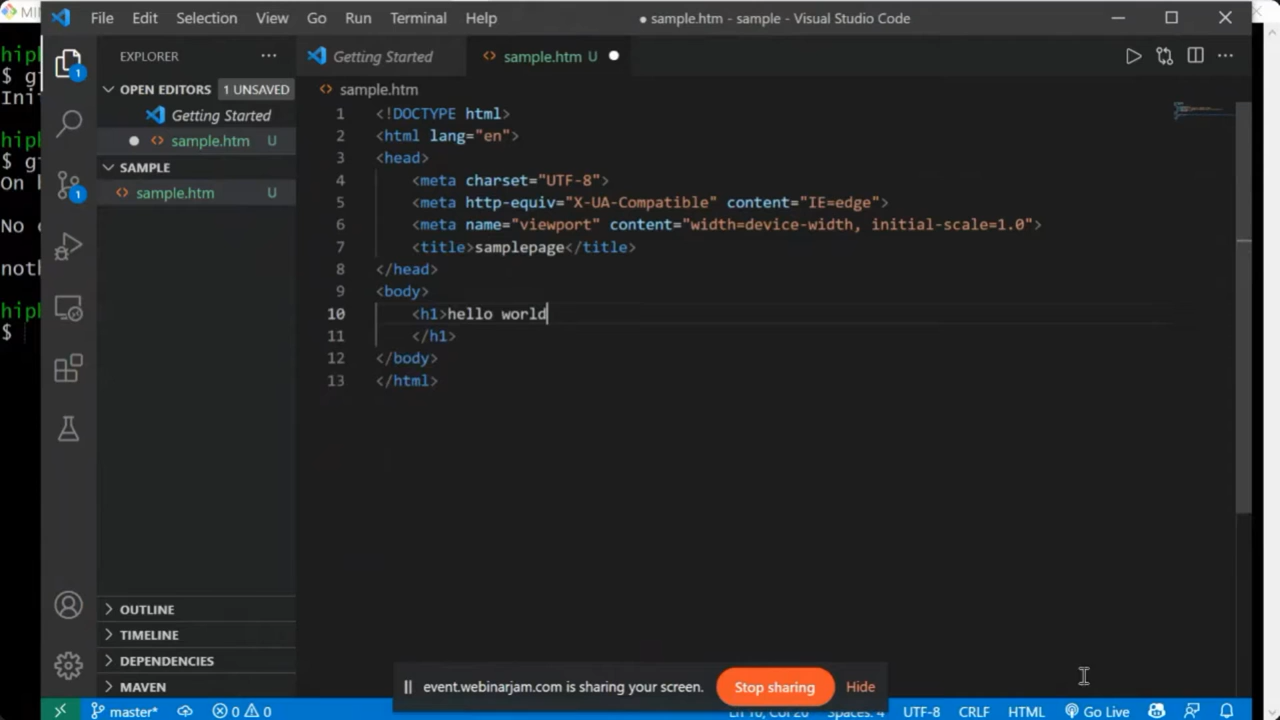 File Edit Selection View Go Run Terminal Help
● sample.htm - sample - Visual Studio Code
EXPLORER
Getting Started
sample.htm U
OPEN EDITORS 1 UNSAVED
Getting Started
sample.htm U
SAMPLE
sample.htm U
sample.htm
1 <!DOCTYPE html>
2 <html lang="en">
3 <head>
4 <meta charset="UTF-8">
5 <meta http-equiv="X-UA-Compatible" content="IE=edge">
6 <meta name="viewport" content="width=device-width, initial-scale=1.0">
7 <title>samplepage</title>
8 </head>
9 <body>
10 <h1>hello world
11 </h1>
12 </body>
13 </html>
$
On
No
$
1
1
OUTLINE
TIMELINE
DEPENDENCIES
MAVEN
event.webinarjam.com is sharing your screen. Stop sharing Hide
master* 0 0 UTF-8 CRLF HTML Go Live